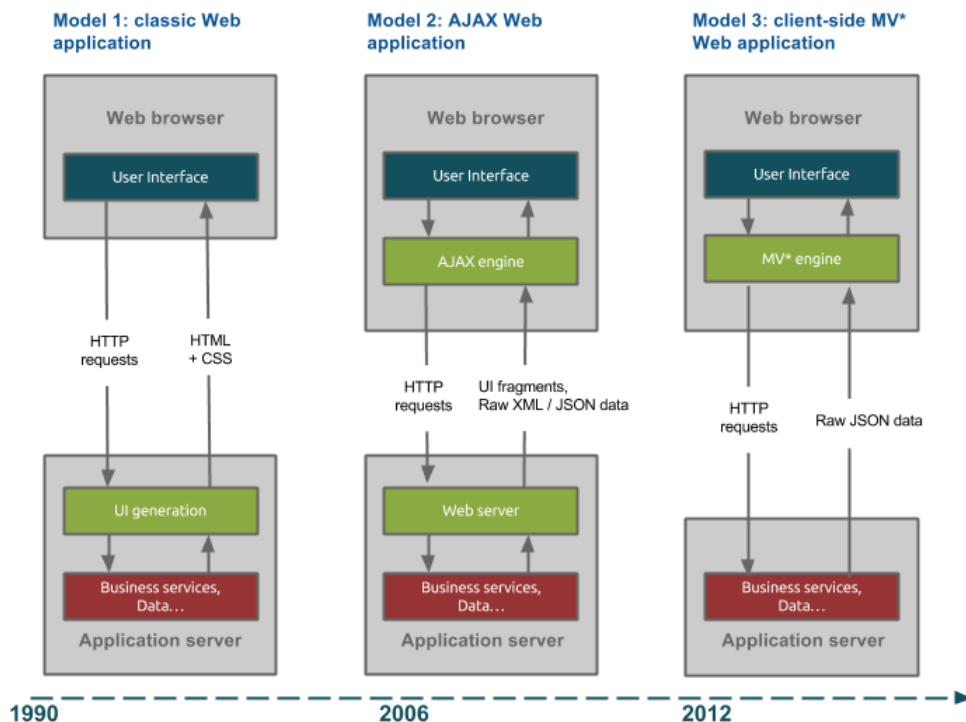 Model 1: classic Web
application
Web browser
User Interface
HTTP
requests
HTML
+ CSS
UI generation
Business services,
Data...
Application server
1990
Model 2: AJAX Web
application
Web browser
User Interface
AJAX engine
HTTP
requests
UI fragments,
Raw XML / JSON data
Web server
Business services,
Data...
Application server
2006
Model 3: client-side MV*
Web application
Web browser
User Interface
MV* engine
HTTP
requests
Raw JSON data
Business services,
Data...
Application server
2012